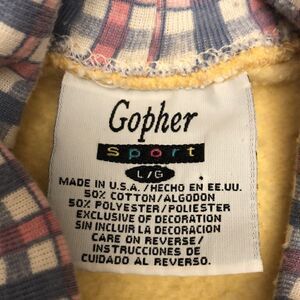 Gopher
sport
L/G
MADE IN U.S.A./HECHO EN EE.UU.
50% COTTON/ALGODON
50% POLYESTER/POLIESTER
EXCLUSIVE OF DECORATION
SIN INCLUIR LA DECORACION
CARE ON REVERSE/
INSTRUCCIONES DE
CUIDADO AL REVERSO.